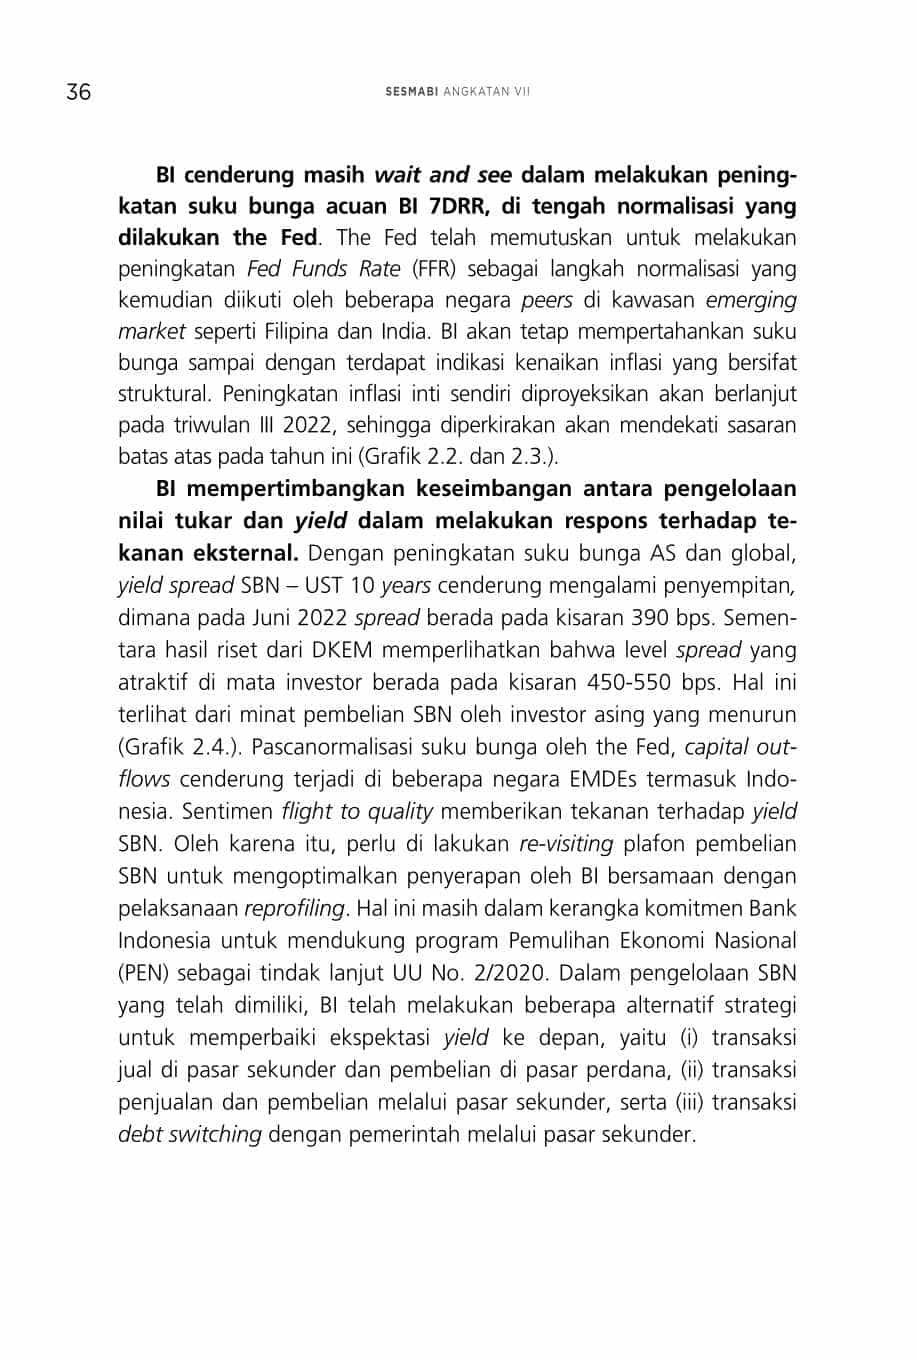 36
SESMABI ANGKATAN VII
BI cenderung masih wait and see dalam melakukan pening-
katan suku bunga acuan BI 7DRR, di tengah normalisasi yang
dilakukan the Fed. The Fed telah memutuskan untuk melakukan
peningkatan Fed Funds Rate (FFR) sebagai langkah normalisasi yang
kemudian diikuti oleh beberapa negara peers di kawasan emerging
market seperti Filipina dan India. BI akan tetap mempertahankan suku
bunga sampai dengan terdapat indikasi kenaikan inflasi yang bersifat
struktural. Peningkatan inflasi inti sendiri diproyeksikan akan berlanjut
pada triwulan III 2022, sehingga diperkirakan akan mendekati sasaran
batas atas pada tahun ini (Grafik 2.2. dan 2.3.).
BI mempertimbangkan keseimbangan antara pengelolaan
nilai tukar dan yield dalam melakukan respons terhadap te-
kanan eksternal. Dengan peningkatan suku bunga AS dan global,
yield spread SBN – UST 10 years cenderung mengalami penyempitan,
dimana pada Juni 2022 spread berada pada kisaran 390 bps. Semen-
tara hasil riset dari DKEM memperlihatkan bahwa level spread yang
atraktif di mata investor berada pada kisaran 450-550 bps. Hal ini
terlihat dari minat pembelian SBN oleh investor asing yang menurun
(Grafik 2.4.). Pascanormalisasi suku bunga oleh the Fed, capital out-
flows cenderung terjadi di beberapa negara EMDEs termasuk Indo-
nesia. Sentimen flight to quality memberikan tekanan terhadap yield
SBN. Oleh karena itu, perlu di lakukan re-visiting plafon pembelian
SBN untuk mengoptimalkan penyerapan oleh BI bersamaan dengan
pelaksanaan reprofiling. Hal ini masih dalam kerangka komitmen Bank
Indonesia untuk mendukung program Pemulihan Ekonomi Nasional
(PEN) sebagai tindak lanjut UU No. 2/2020. Dalam pengelolaan SBN
yang telah dimiliki, BI telah melakukan beberapa alternatif strategi
untuk memperbaiki ekspektasi yield ke depan, yaitu (i) transaksi
jual di pasar sekunder dan pembelian di pasar perdana, (ii) transaksi
penjualan dan pembelian melalui pasar sekunder, serta (iii) transaksi
debt switching dengan pemerintah melalui pasar sekunder.